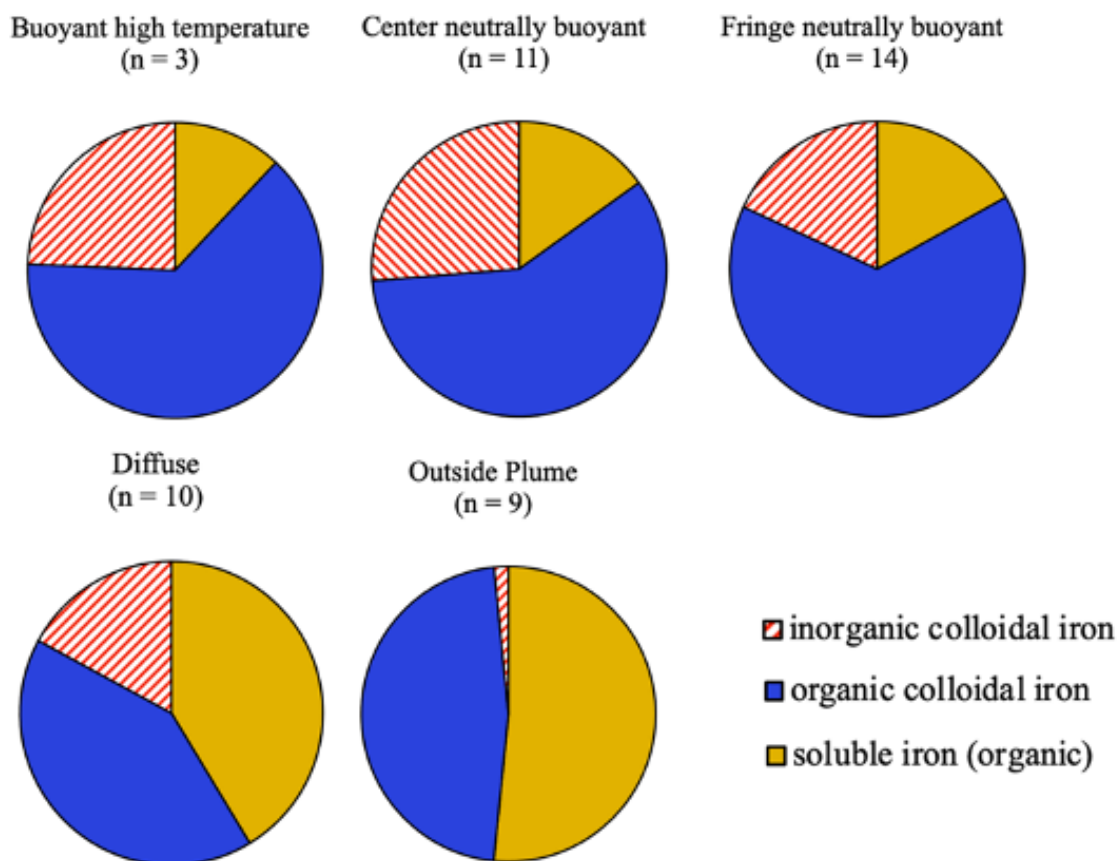 Buoyant high temperature
(n = 3)
Center neutrally buoyant
(n = 11)
Fringe neutrally buoyant
(n = 14)
Diffuse
(n = 10)
Outside Plume
(n = 9)
inorganic colloidal iron
organic colloidal iron
soluble iron (organic)